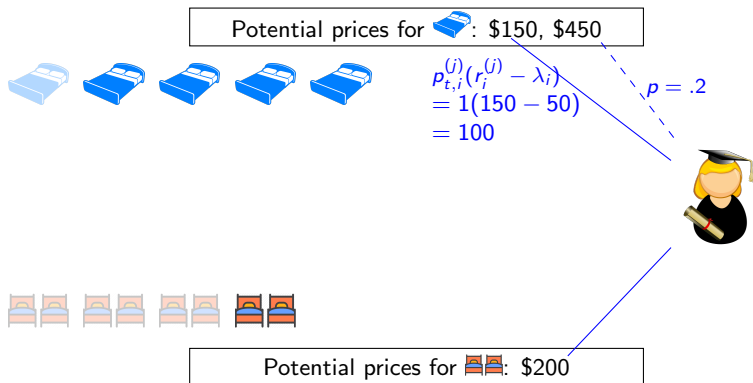 Potential prices for : $150, $450
p_{t,i}^{(j)}(r_i^{(j)} − λ_i)
= 1(150 − 50)
= 100
p = .2
Potential prices for : $200